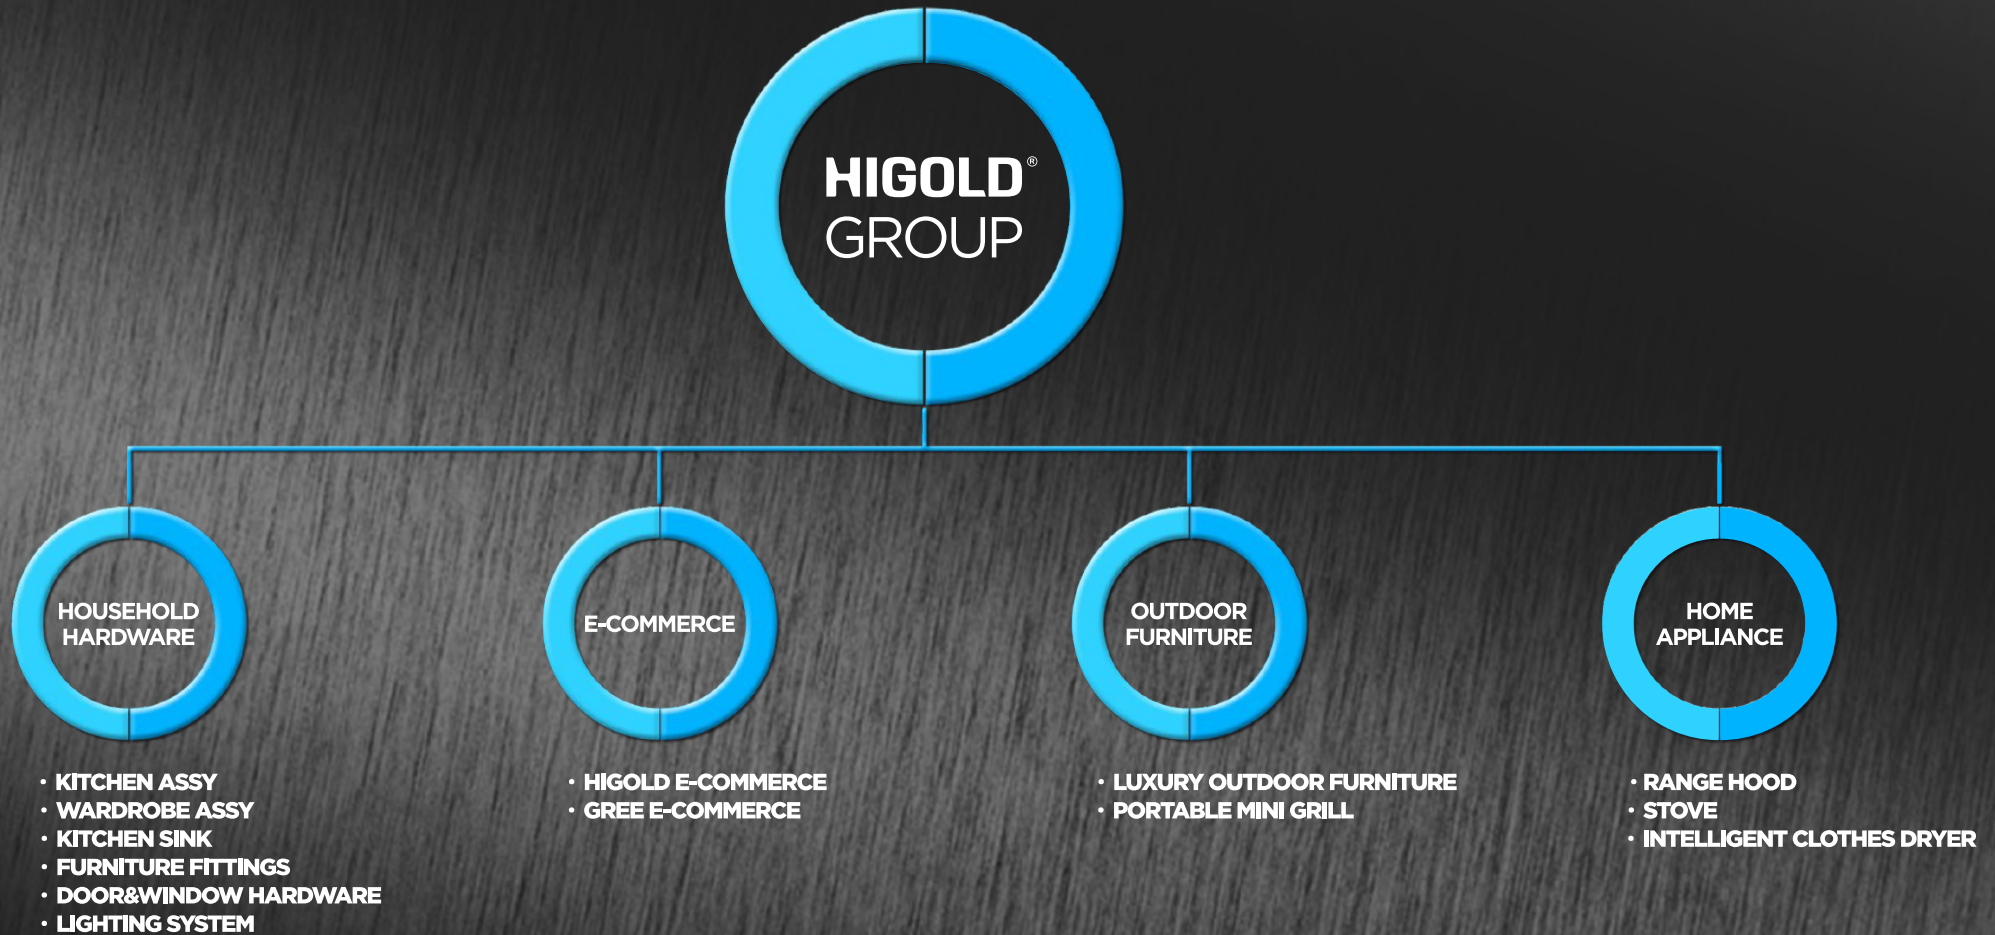 HIGOLD®
GROUP
HOUSEHOLD
HARDWARE
· KITCHEN ASSY
· WARDROBE ASSY
· KITCHEN SINK
· FURNITURE FITTINGS
· DOOR&WINDOW HARDWARE
· LIGHTING SYSTEM
E-COMMERCE
· HIGOLD E-COMMERCE
· GREE E-COMMERCE
OUTDOOR
FURNITURE
· LUXURY OUTDOOR FURNITURE
· PORTABLE MINI GRILL
HOME
APPLIANCE
· RANGE HOOD
· STOVE
· INTELLIGENT CLOTHES DRYER